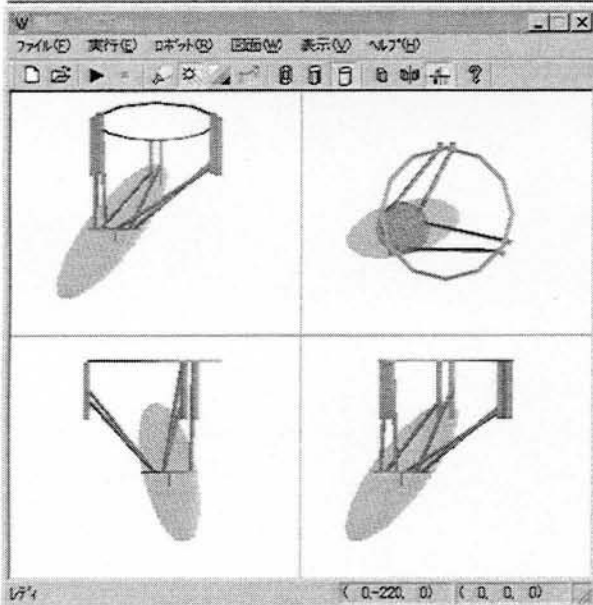 ファイル(F) 実行(E) ロボット(R) 図面(W) 表示(V) ヘルプ(H)
レディ ( 0,-220, 0) ( 0, 0, 0)